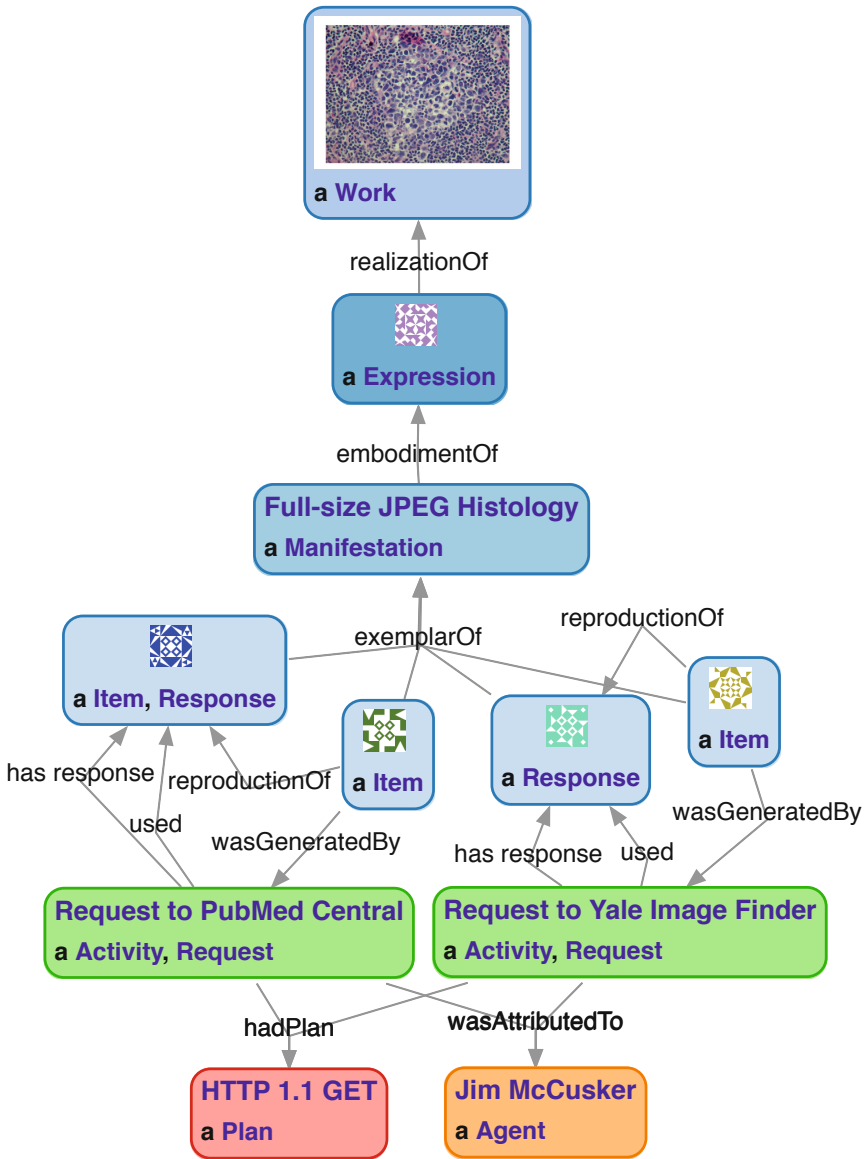 a Work
realizationOf
a Expression
embodimentOf
Full-size JPEG Histology
a Manifestation
exemplarOf
reproductionOf
a Item, Response
a Item
a Response
a Item
has response
reproductionOf
used
wasGeneratedBy
has response
used
wasGeneratedBy
Request to PubMed Central
a Activity, Request
Request to Yale Image Finder
a Activity, Request
hadPlan
wasAttributedTo
HTTP 1.1 GET
a Plan
Jim McCusker
a Agent